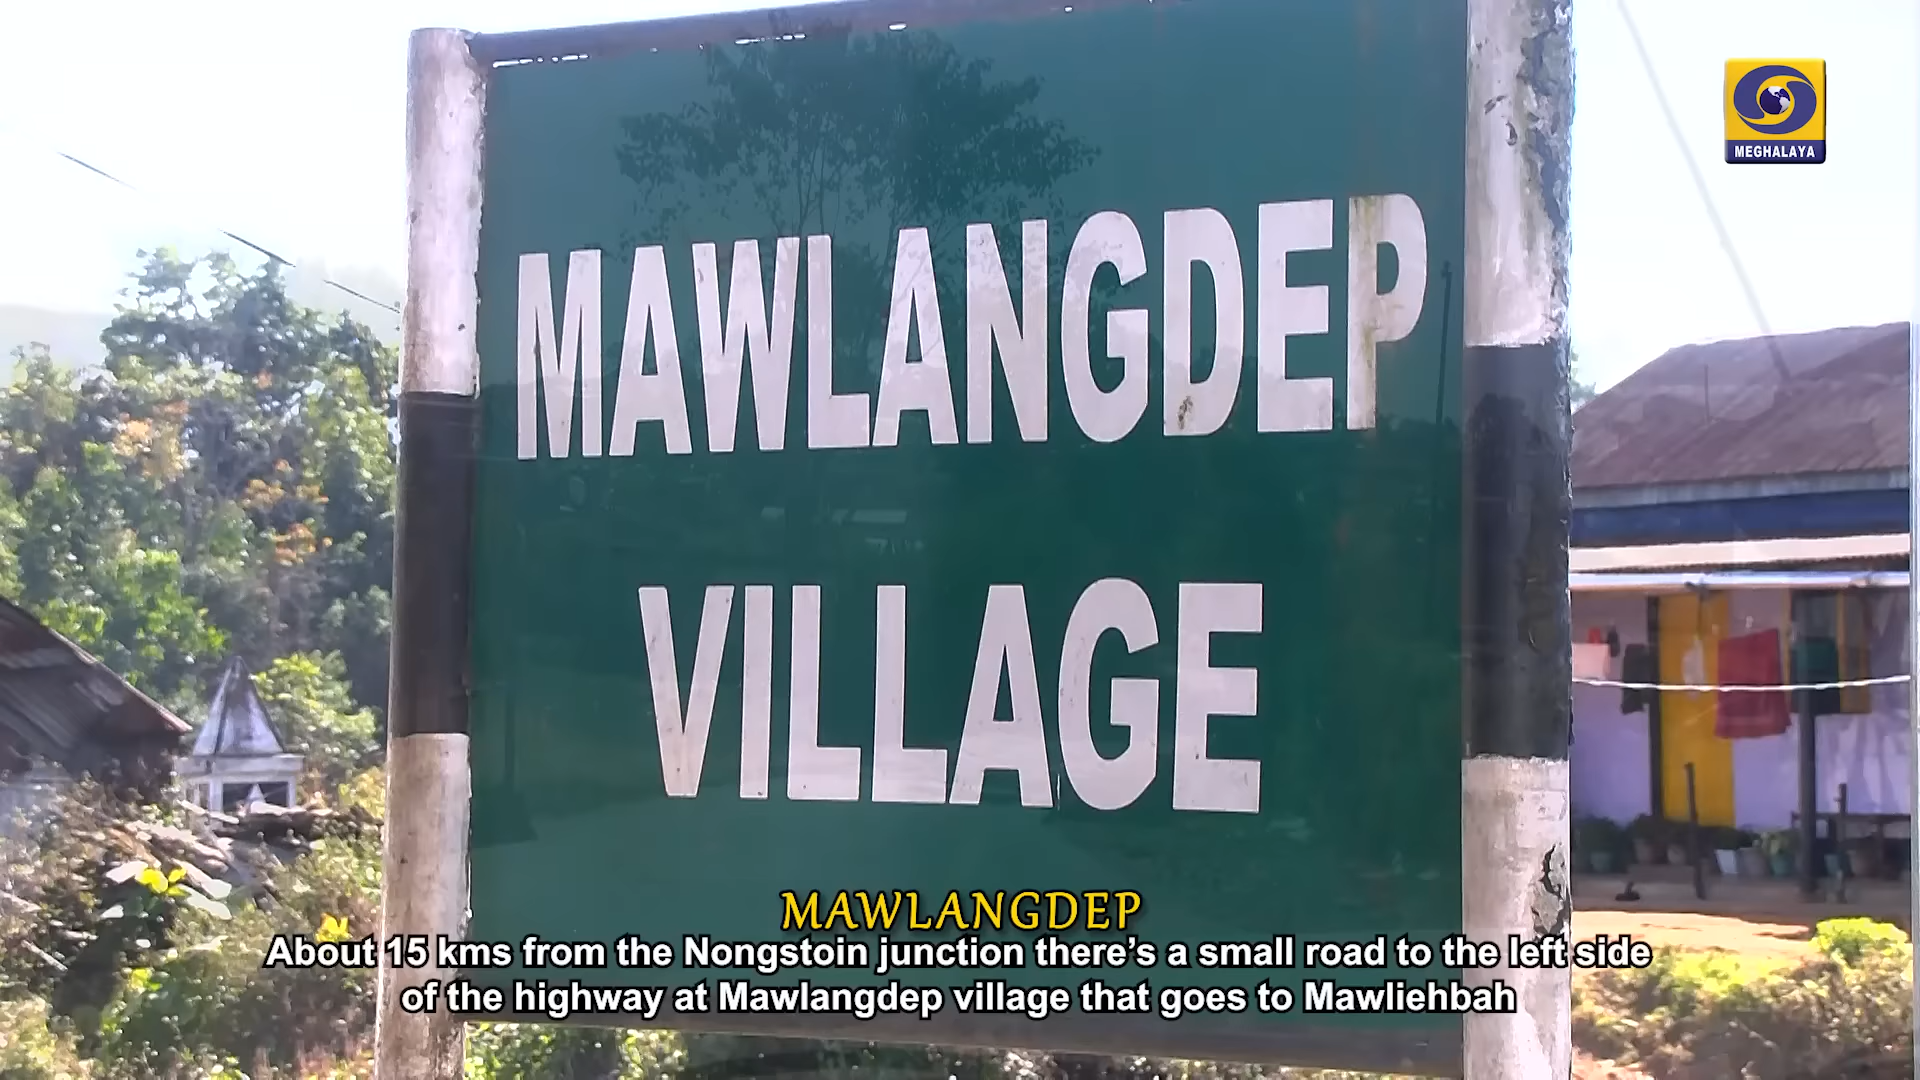 MEGHALAYA
MAWLANGDEP
VILLAGE
MAWLANGDEP
About 15 kms from the Nongstoin junction there’s a small road to the left side
of the highway at Mawlangdep village that goes to Mawliehbah